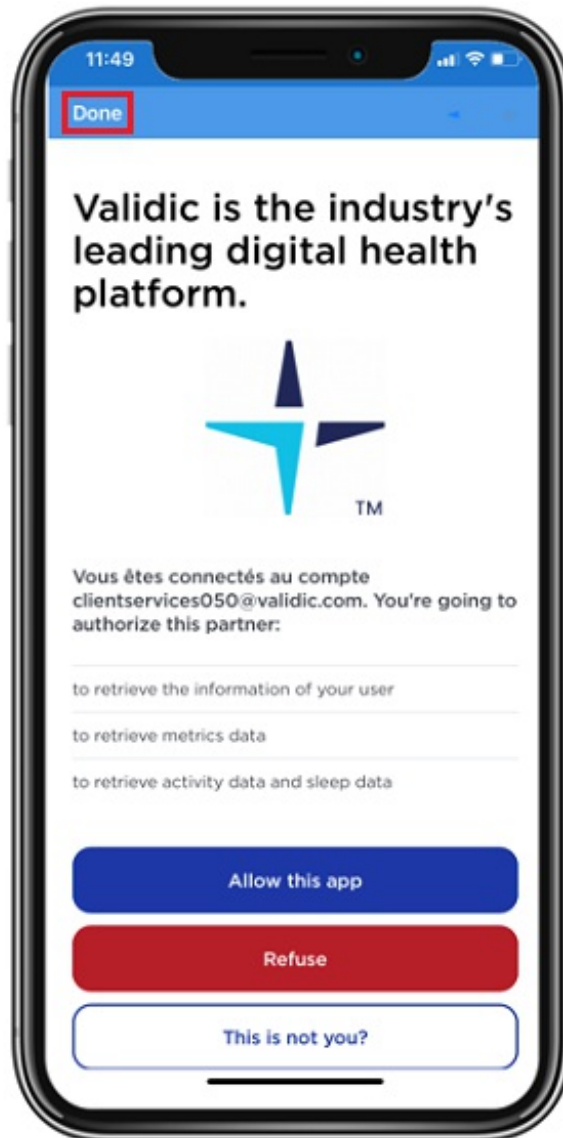 11:49
Done
Validic is the industry's
leading digital health
platform.
TM
Vous êtes connectés au compte
clientservices050@validic.com. You're going to
authorize this partner:
to retrieve the information of your user
to retrieve metrics data
to retrieve activity data and sleep data
Allow this app
Refuse
This is not you?